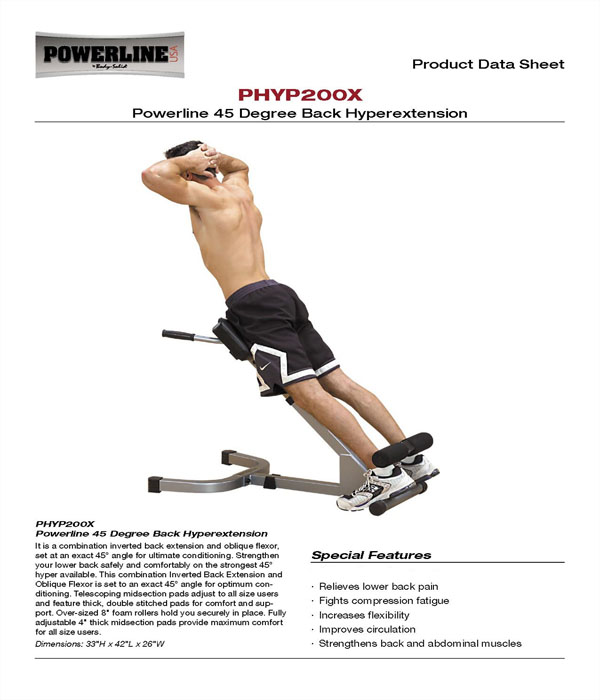 POWERLINE USA
by Body-Solid
Product Data Sheet
PHYP200X
Powerline 45 Degree Back Hyperextension
PHYP200X
Powerline 45 Degree Back Hyperextension
It is a combination inverted back extension and oblique flexor,
set at an exact 45° angle for ultimate conditioning. Strengthen
your lower back safely and comfortably on the strongest 45°
hyper available. This combination Inverted Back Extension and
Oblique Flexor is set to an exact 45° angle for optimum con-
ditioning. Telescoping midsection pads adjust to all size users
and feature thick, double stitched pads for comfort and sup-
port. Over-sized 8" foam rollers hold you securely in place. Fully
adjustable 4" thick midsection pads provide maximum comfort
for all size users.
Dimensions: 33"H x 42"L x 26"W
Special Features
· Relieves lower back pain
· Fights compression fatigue
· Increases flexibility
· Improves circulation
· Strengthens back and abdominal muscles